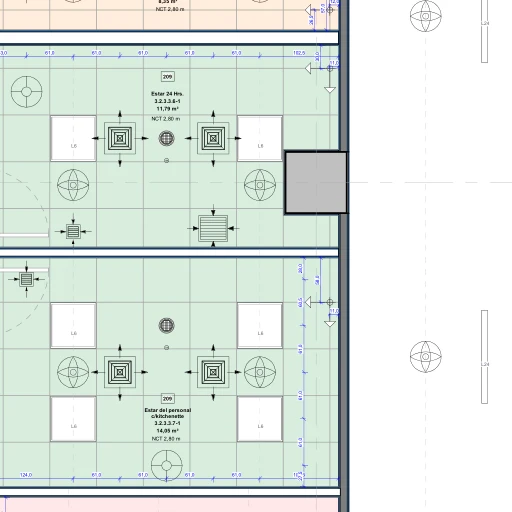 8,35 m²
NCT 2,80 m
61,0 61,0 61,0 61,0 61,0 102,5
209
Estar 24 Hrs.
3.2.3.3.8-1
11,79 m²
NCT 2,80 m
L6
L6
L6
L6
61,0
61,0
209
Estar del personal
c/kitchenette
3.2.3.3.7-1
14,05 m²
NCT 2,80 m
L6
L6
61,0
124,0 61,0 61,0 61,0
L24
L24